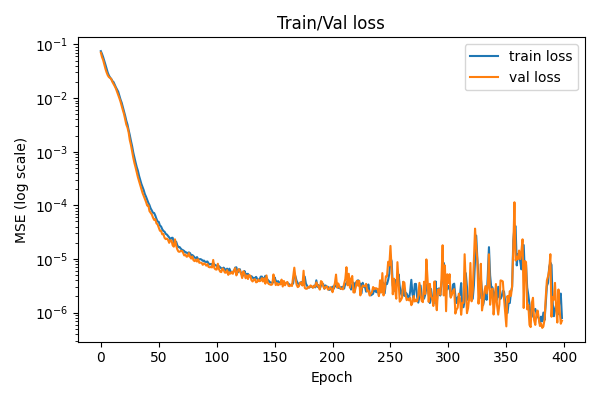 Train/Val loss
train loss
val loss
MSE (log scale)
10⁻¹
10⁻²
10⁻³
10⁻⁴
10⁻⁵
10⁻⁶
0 50 100 150 200 250 300 350 400
Epoch